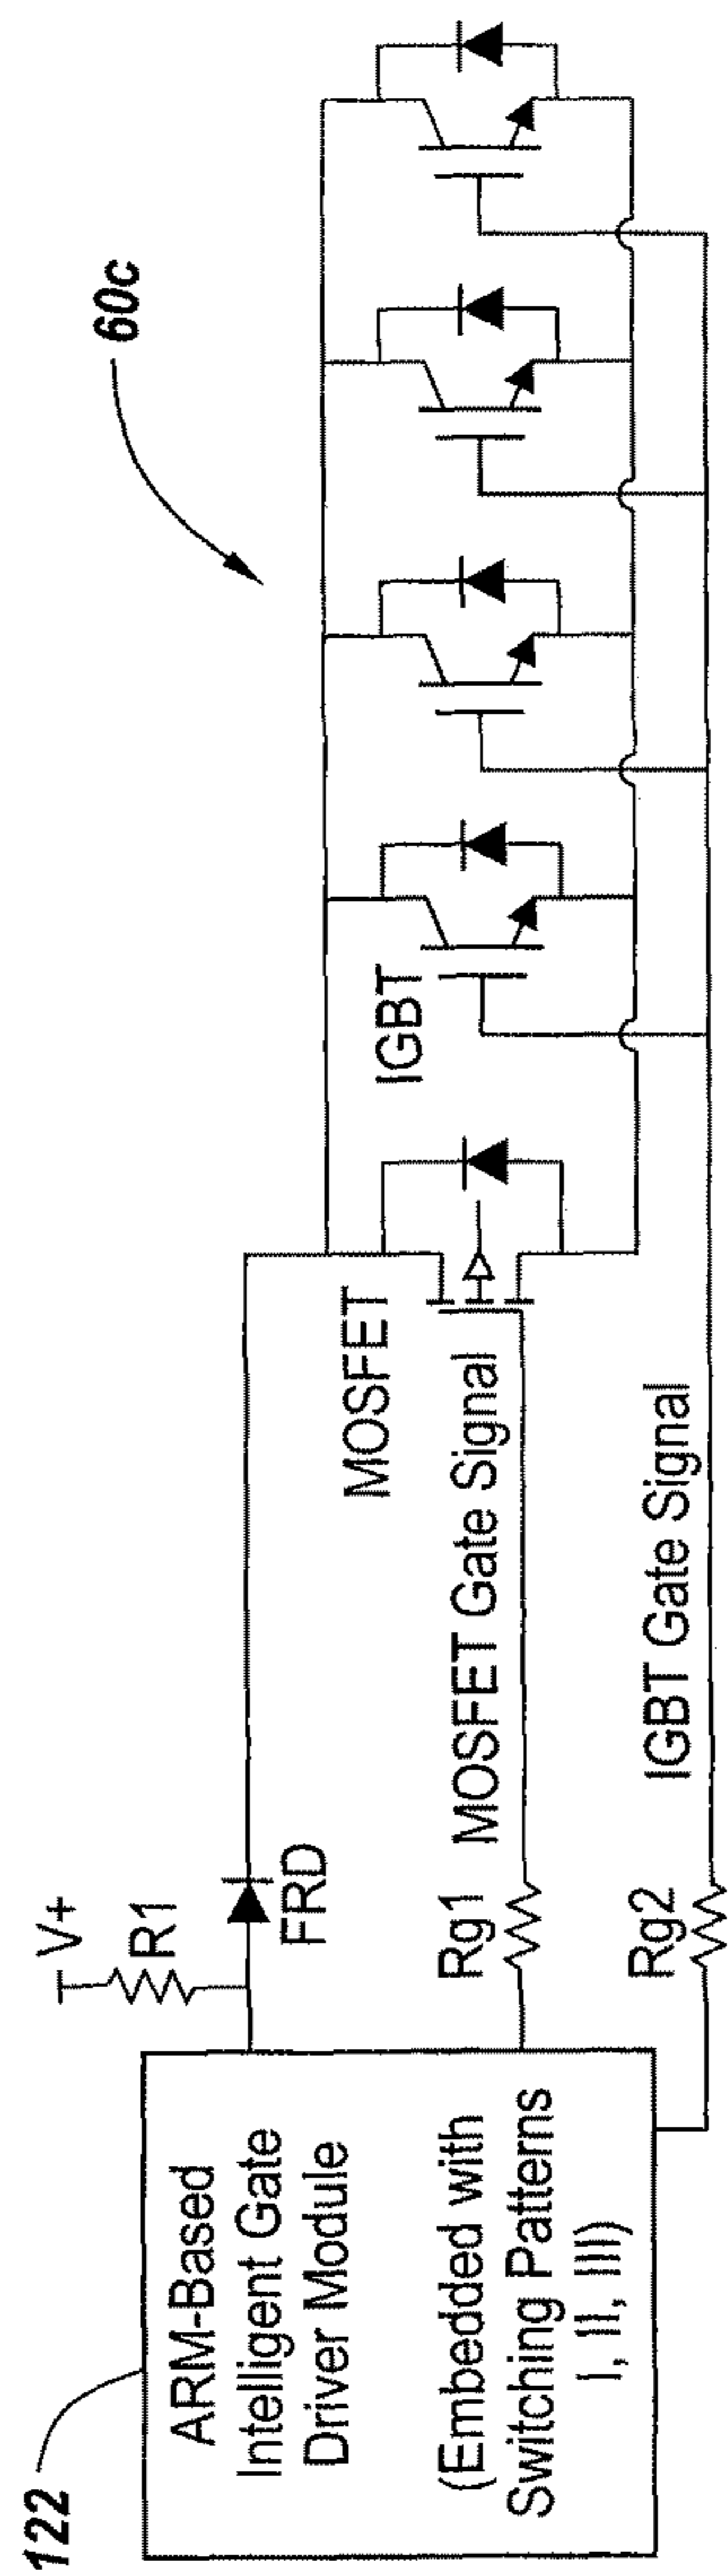 122
ARM-Based
Intelligent Gate
Driver Module
(Embedded with
Switching Patterns
I, II, III)
V+
R1
FRD
Rg1
MOSFET Gate Signal
Rg2
IGBT Gate Signal
MOSFET
IGBT
60c